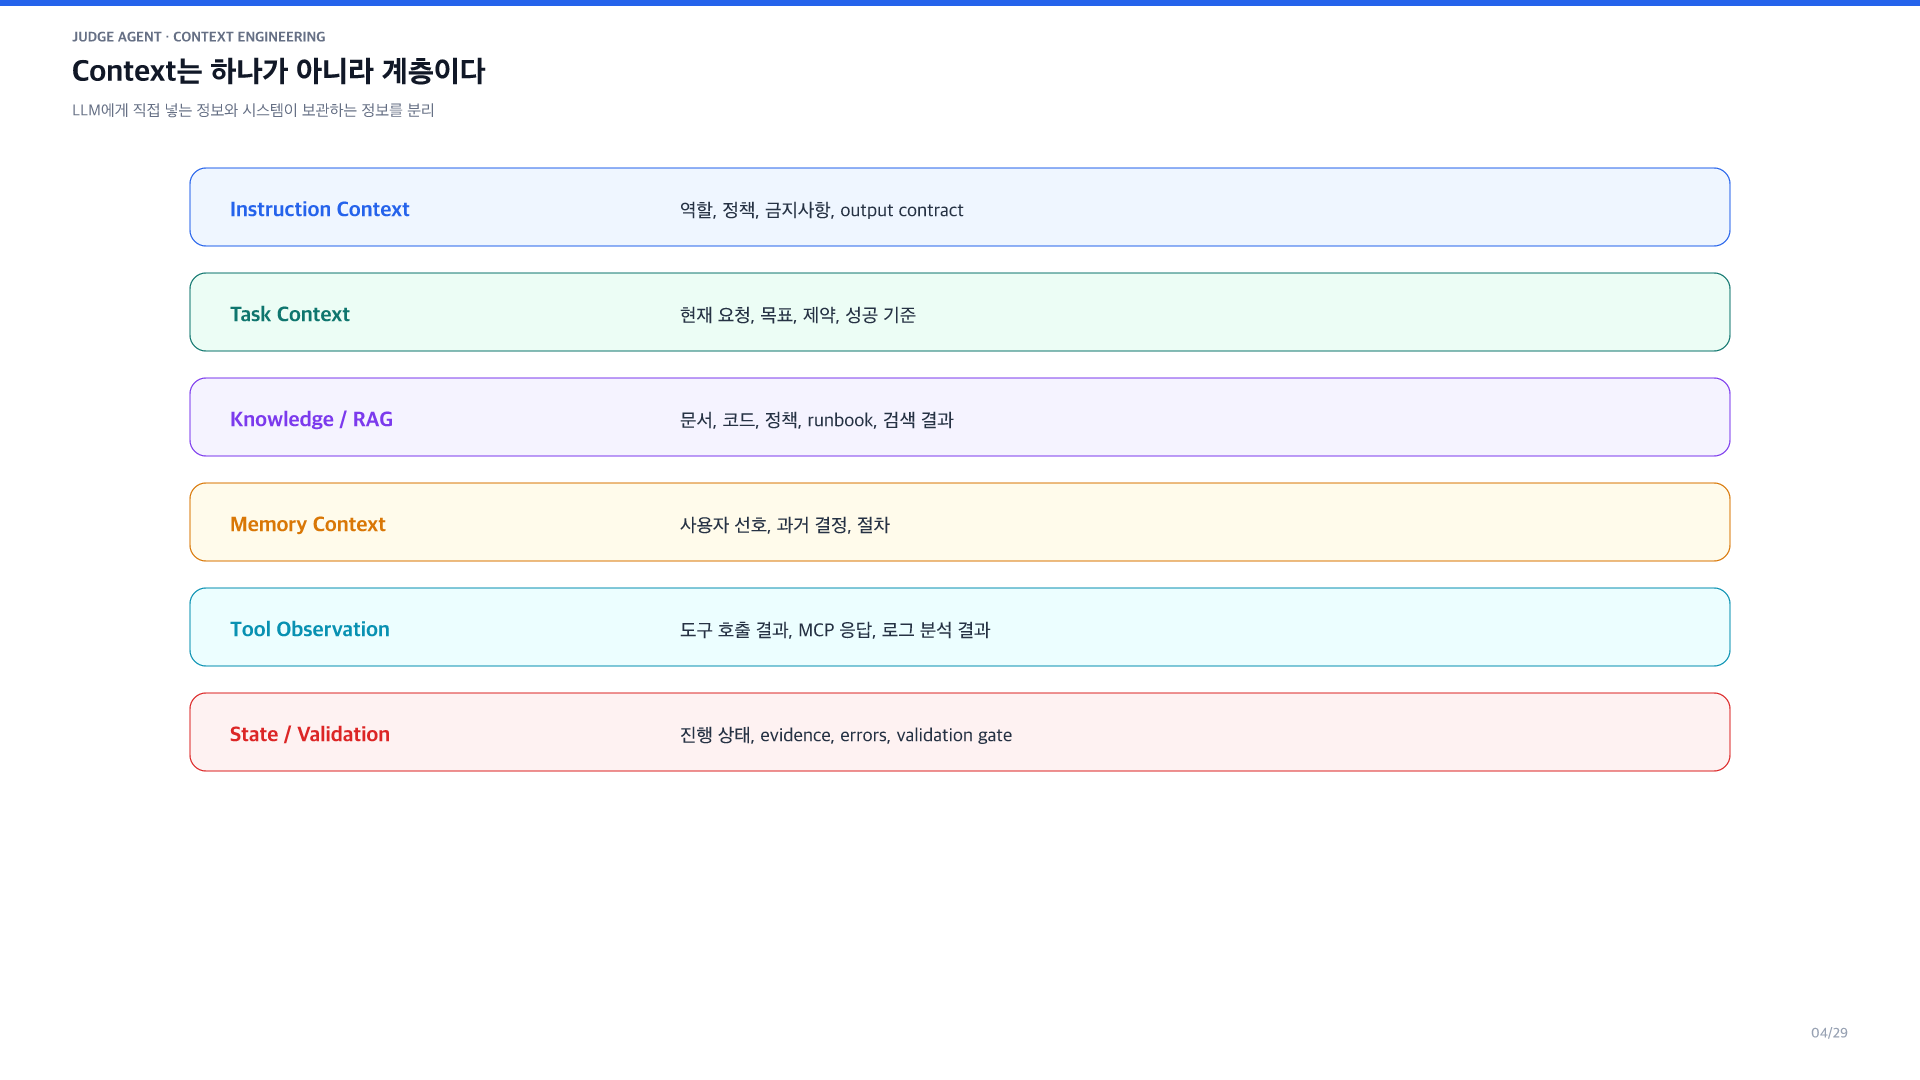 JUDGE AGENT · CONTEXT ENGINEERING
Context는 하나가 아니라 계층이다
LLM에게 직접 넣는 정보와 시스템이 보관하는 정보를 분리
Instruction Context
역할, 정책, 금지사항, output contract
Task Context
현재 요청, 목표, 제약, 성공 기준
Knowledge / RAG
문서, 코드, 정책, runbook, 검색 결과
Memory Context
사용자 선호, 과거 결정, 절차
Tool Observation
도구 호출 결과, MCP 응답, 로그 분석 결과
State / Validation
진행 상태, evidence, errors, validation gate
04/29